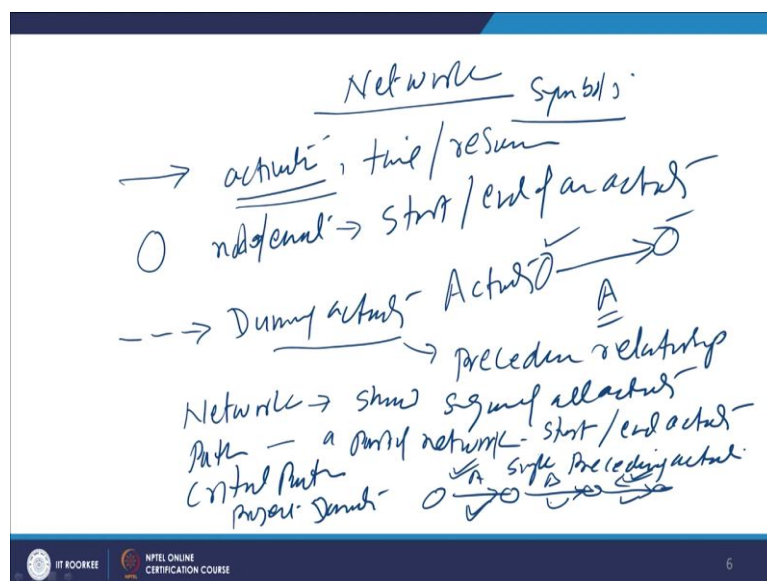 Network Symbols
→ activity, time/resour
O node/event → start/end of an activity
---> Dummy activity Activity O → O
A
→ precedence relationship
Network → show sequence of all activity
Path – a part of network – start/end activity
Critical Path single Preceding activity
A B
project Duration
IIT ROORKEE
NPTEL ONLINE
CERTIFICATION COURSE
6